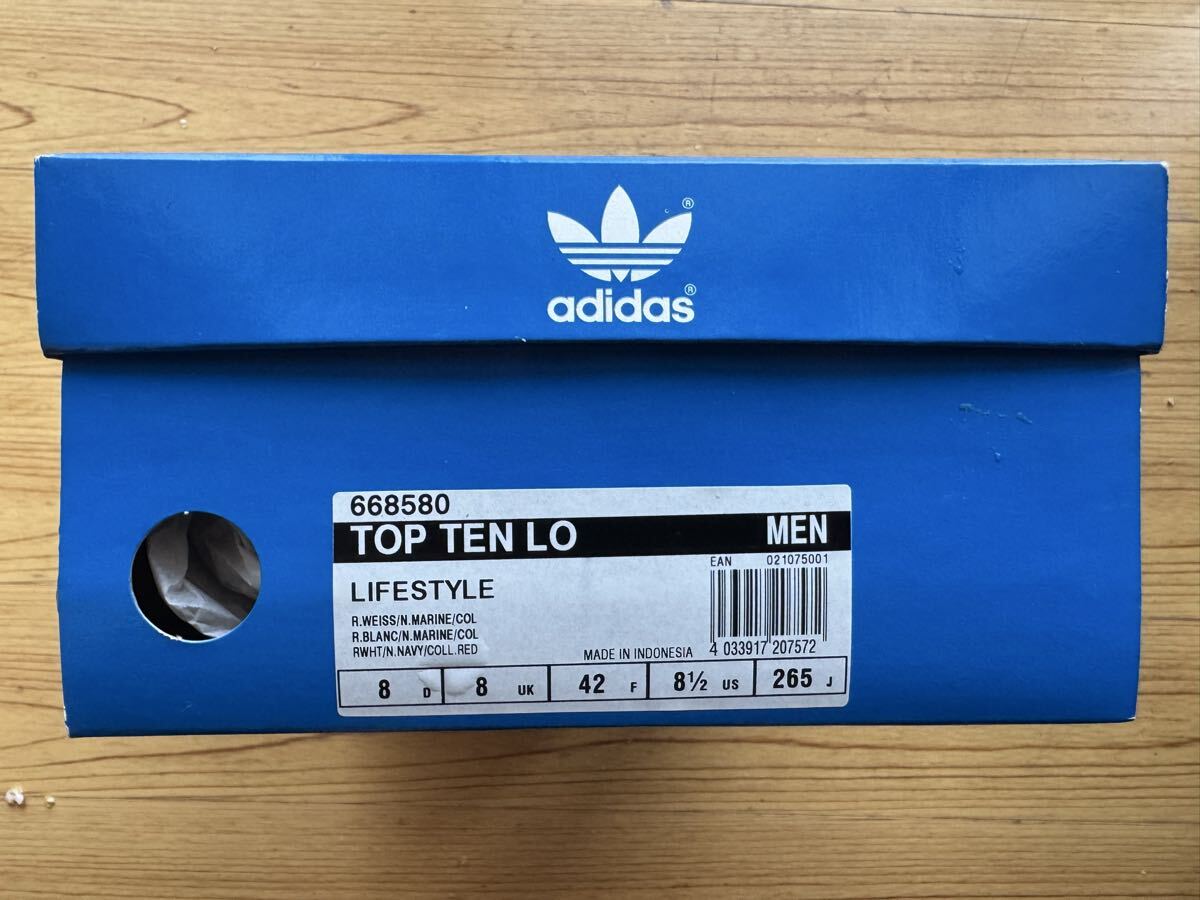 adidas
668580
TOP TEN LO MEN
EAN 021075001
LIFESTYLE
R.WEISS/N.MARINE/COL
R.BLANC/N.MARINE/COL
RWHT/N.NAVY/COLL.RED
MADE IN INDONESIA 4 033917 207572
8 D 8 UK 42 F 8½ US 265 J